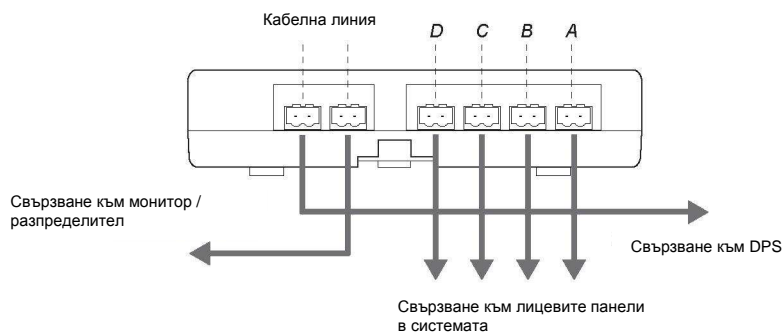 Кабелна линия
D C B A
Свързване към монитор /
разпределител
Свързване към DPS
Свързване към лицевите панели
в системата